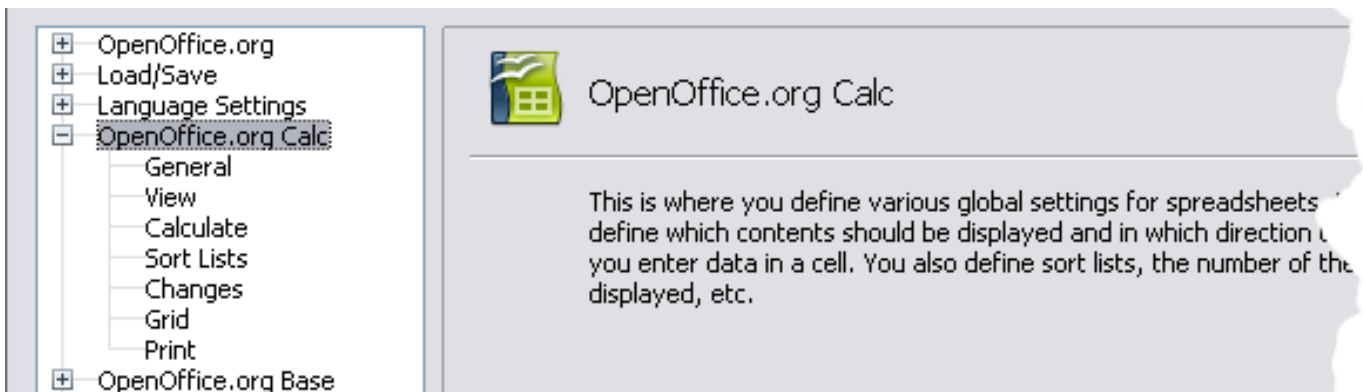 OpenOffice.org
Load/Save
Language Settings
OpenOffice.org Calc
General
View
Calculate
Sort Lists
Changes
Grid
Print
OpenOffice.org Base
OpenOffice.org Calc
This is where you define various global settings for spreadsheets
define which contents should be displayed and in which direction
you enter data in a cell. You also define sort lists, the number of the
displayed, etc.